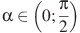 α ∈ (0; π/2)